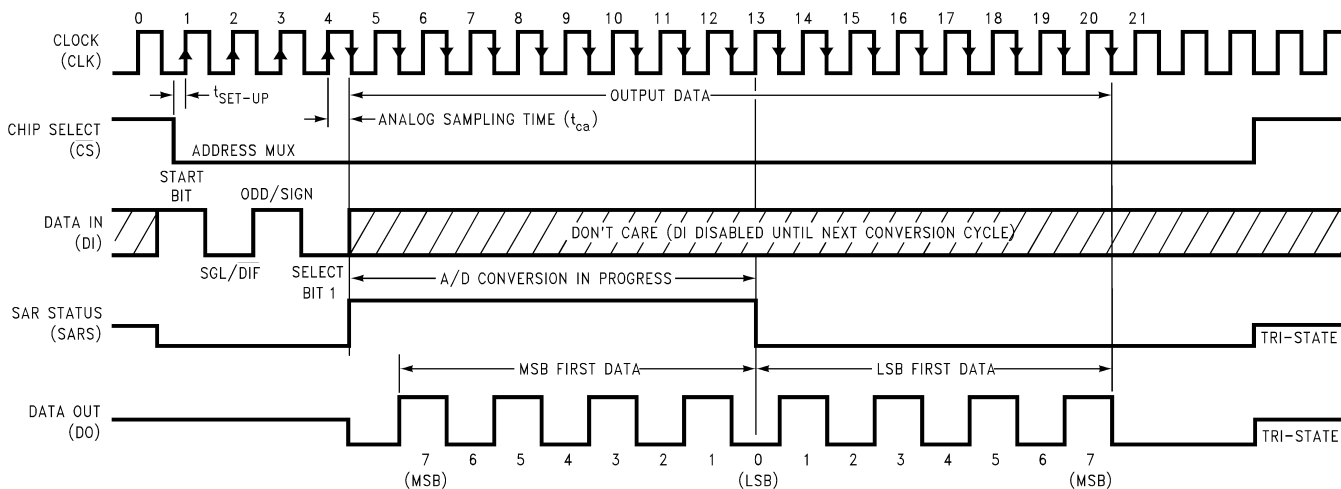 0 1 2 3 4 5 6 7 8 9 10 11 12 13 14 15 16 17 18 19 20 21
CLOCK
(CLK)
tSET-UP
OUTPUT DATA
ANALOG SAMPLING TIME (tca)
CHIP SELECT
(C̅S̅)
ADDRESS MUX
START
BIT
ODD/SIGN
DATA IN
(DI)
DON'T CARE (DI DISABLED UNTIL NEXT CONVERSION CYCLE)
SGL/D̅I̅F̅
SELECT
BIT 1
A/D CONVERSION IN PROGRESS
SAR STATUS
(SARS)
TRI-STATE
MSB FIRST DATA
LSB FIRST DATA
DATA OUT
(DO)
TRI-STATE
7 6 5 4 3 2 1 0 1 2 3 4 5 6 7
(MSB) (LSB) (MSB)